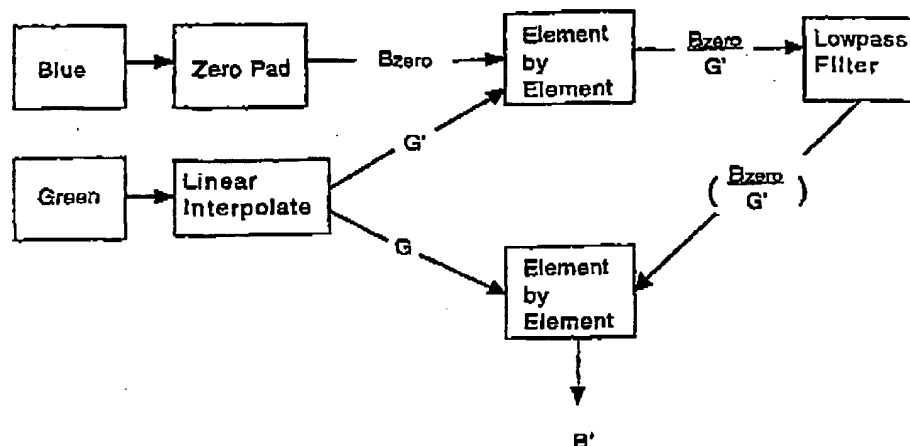 Blue
Zero Pad
Bzero
Element
by
Element
Bzero
G'
Lowpass
Filter
G'
Green
Linear
Interpolate
(Bzero
G')
G
Element
by
Element
B'